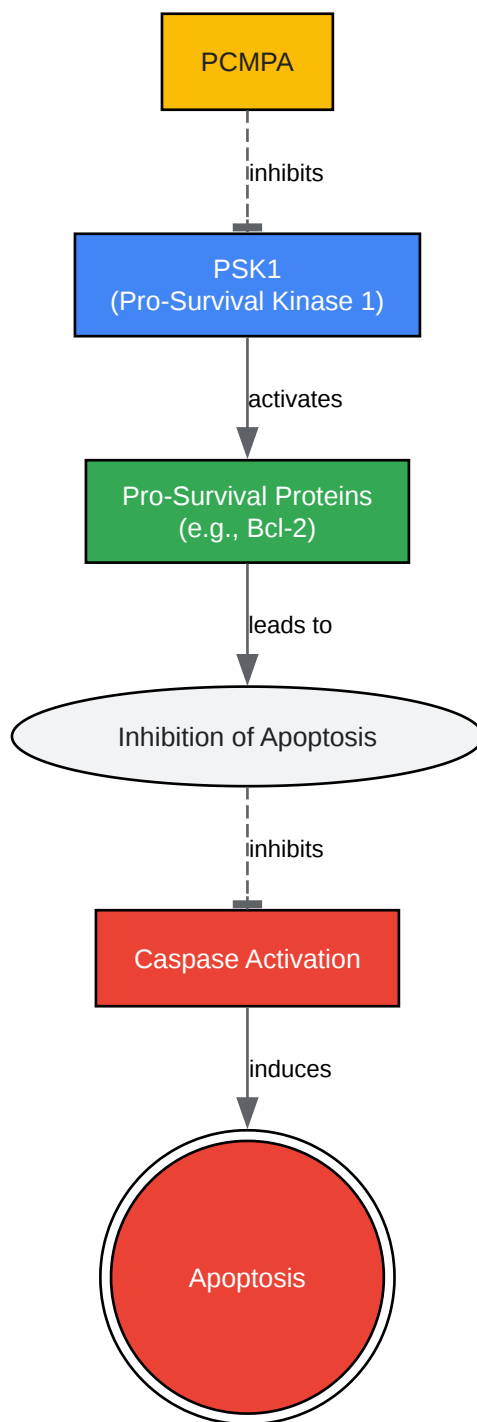 PCMPA
inhibits
PSK1
(Pro-Survival Kinase 1)
activates
Pro-Survival Proteins
(e.g., Bcl-2)
leads to
Inhibition of Apoptosis
inhibits
Caspase Activation
induces
Apoptosis